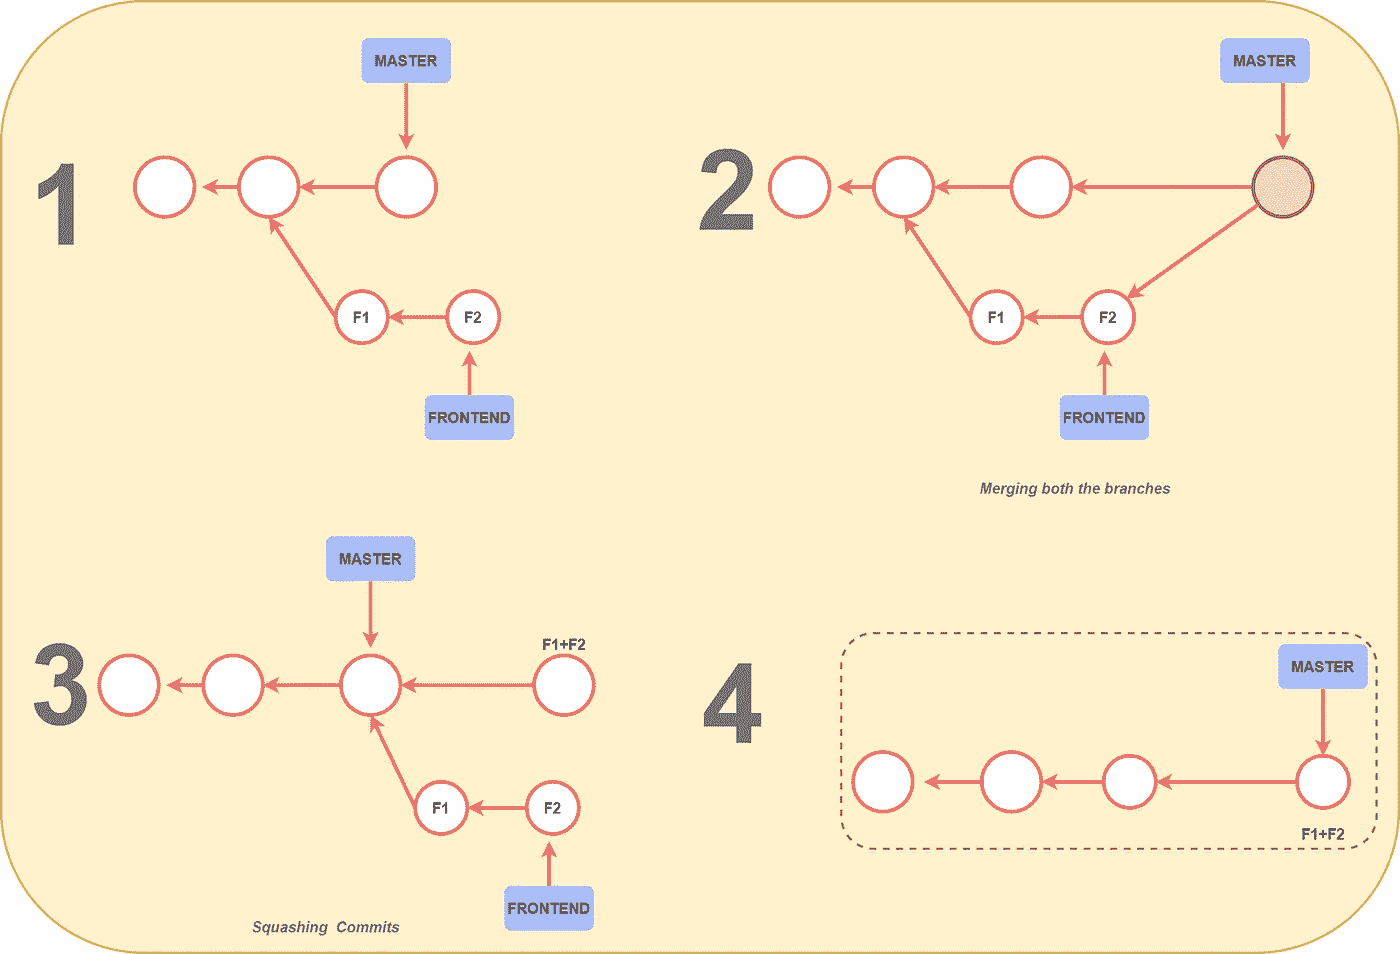 1
MASTER
F1
F2
FRONTEND
2
MASTER
F1
F2
FRONTEND
Merging both the branches
3
MASTER
F1+F2
F1
F2
FRONTEND
Squashing Commits
4
MASTER
F1+F2